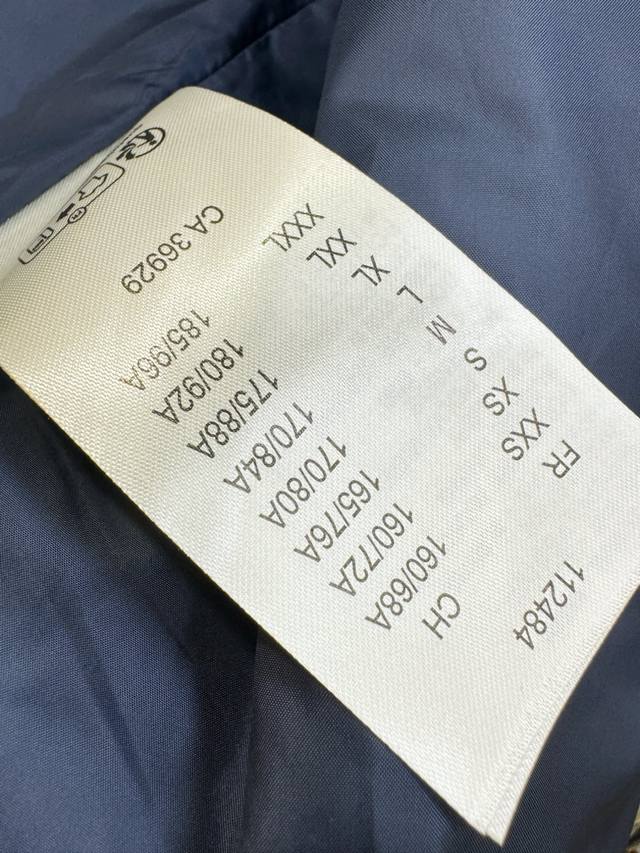 112484
FR CH
XXS 160/68A
XS 160/72A
S 165/76A
M 170/80A
L 170/84A
XL 175/88A
XXL 180/92A
XXXL 185/96A
CA 36929